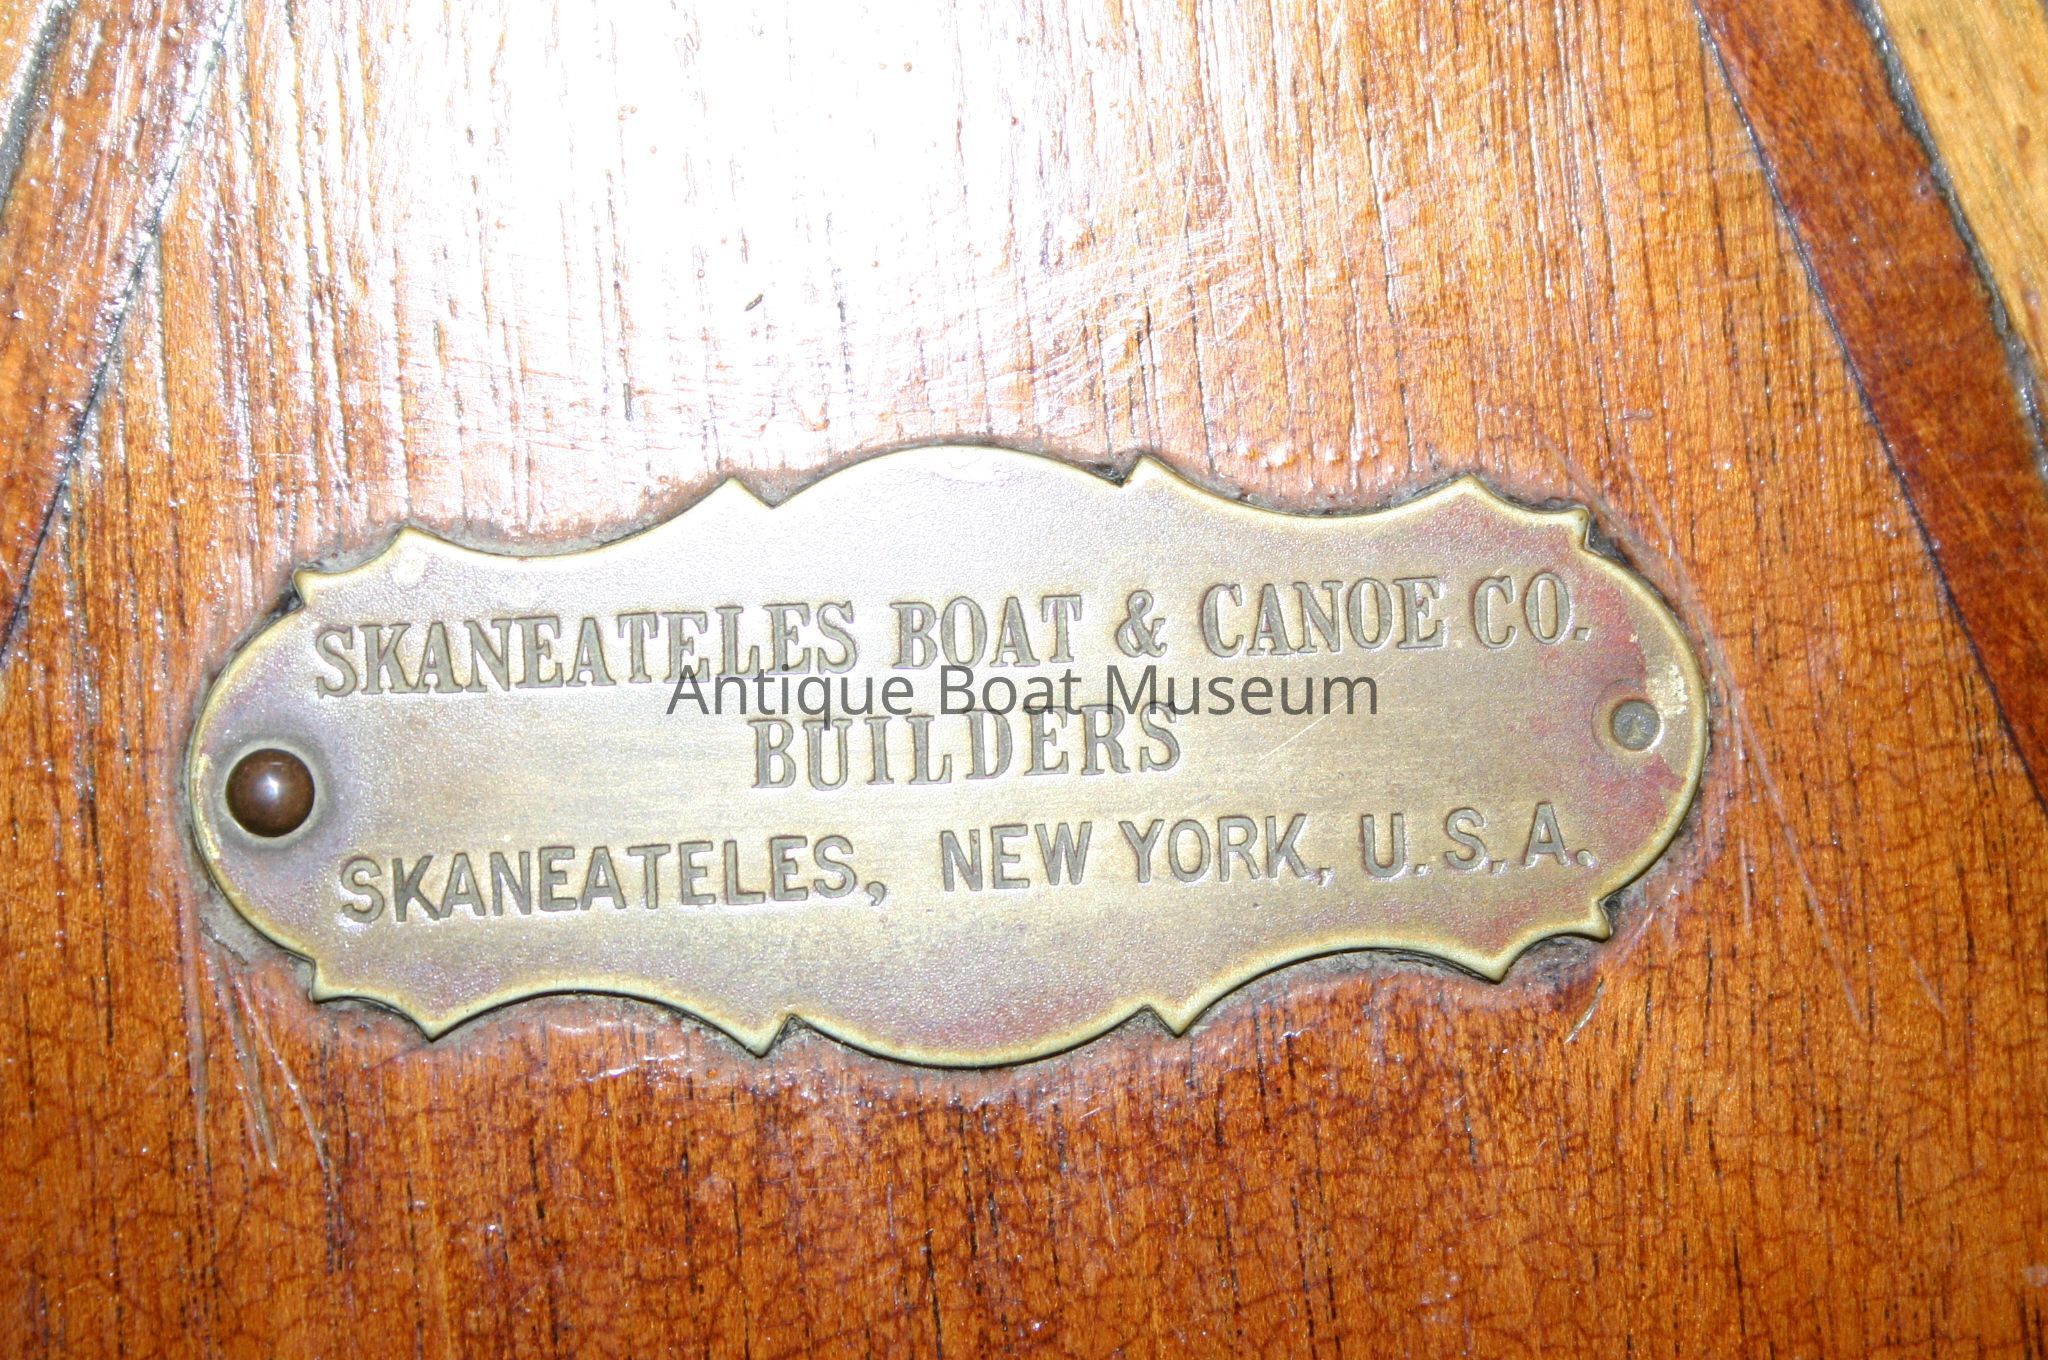 SKANEATELES BOAT & CANOE CO.
Antique Boat Museum
BUILDERS
SKANEATELES, NEW YORK, U.S.A.